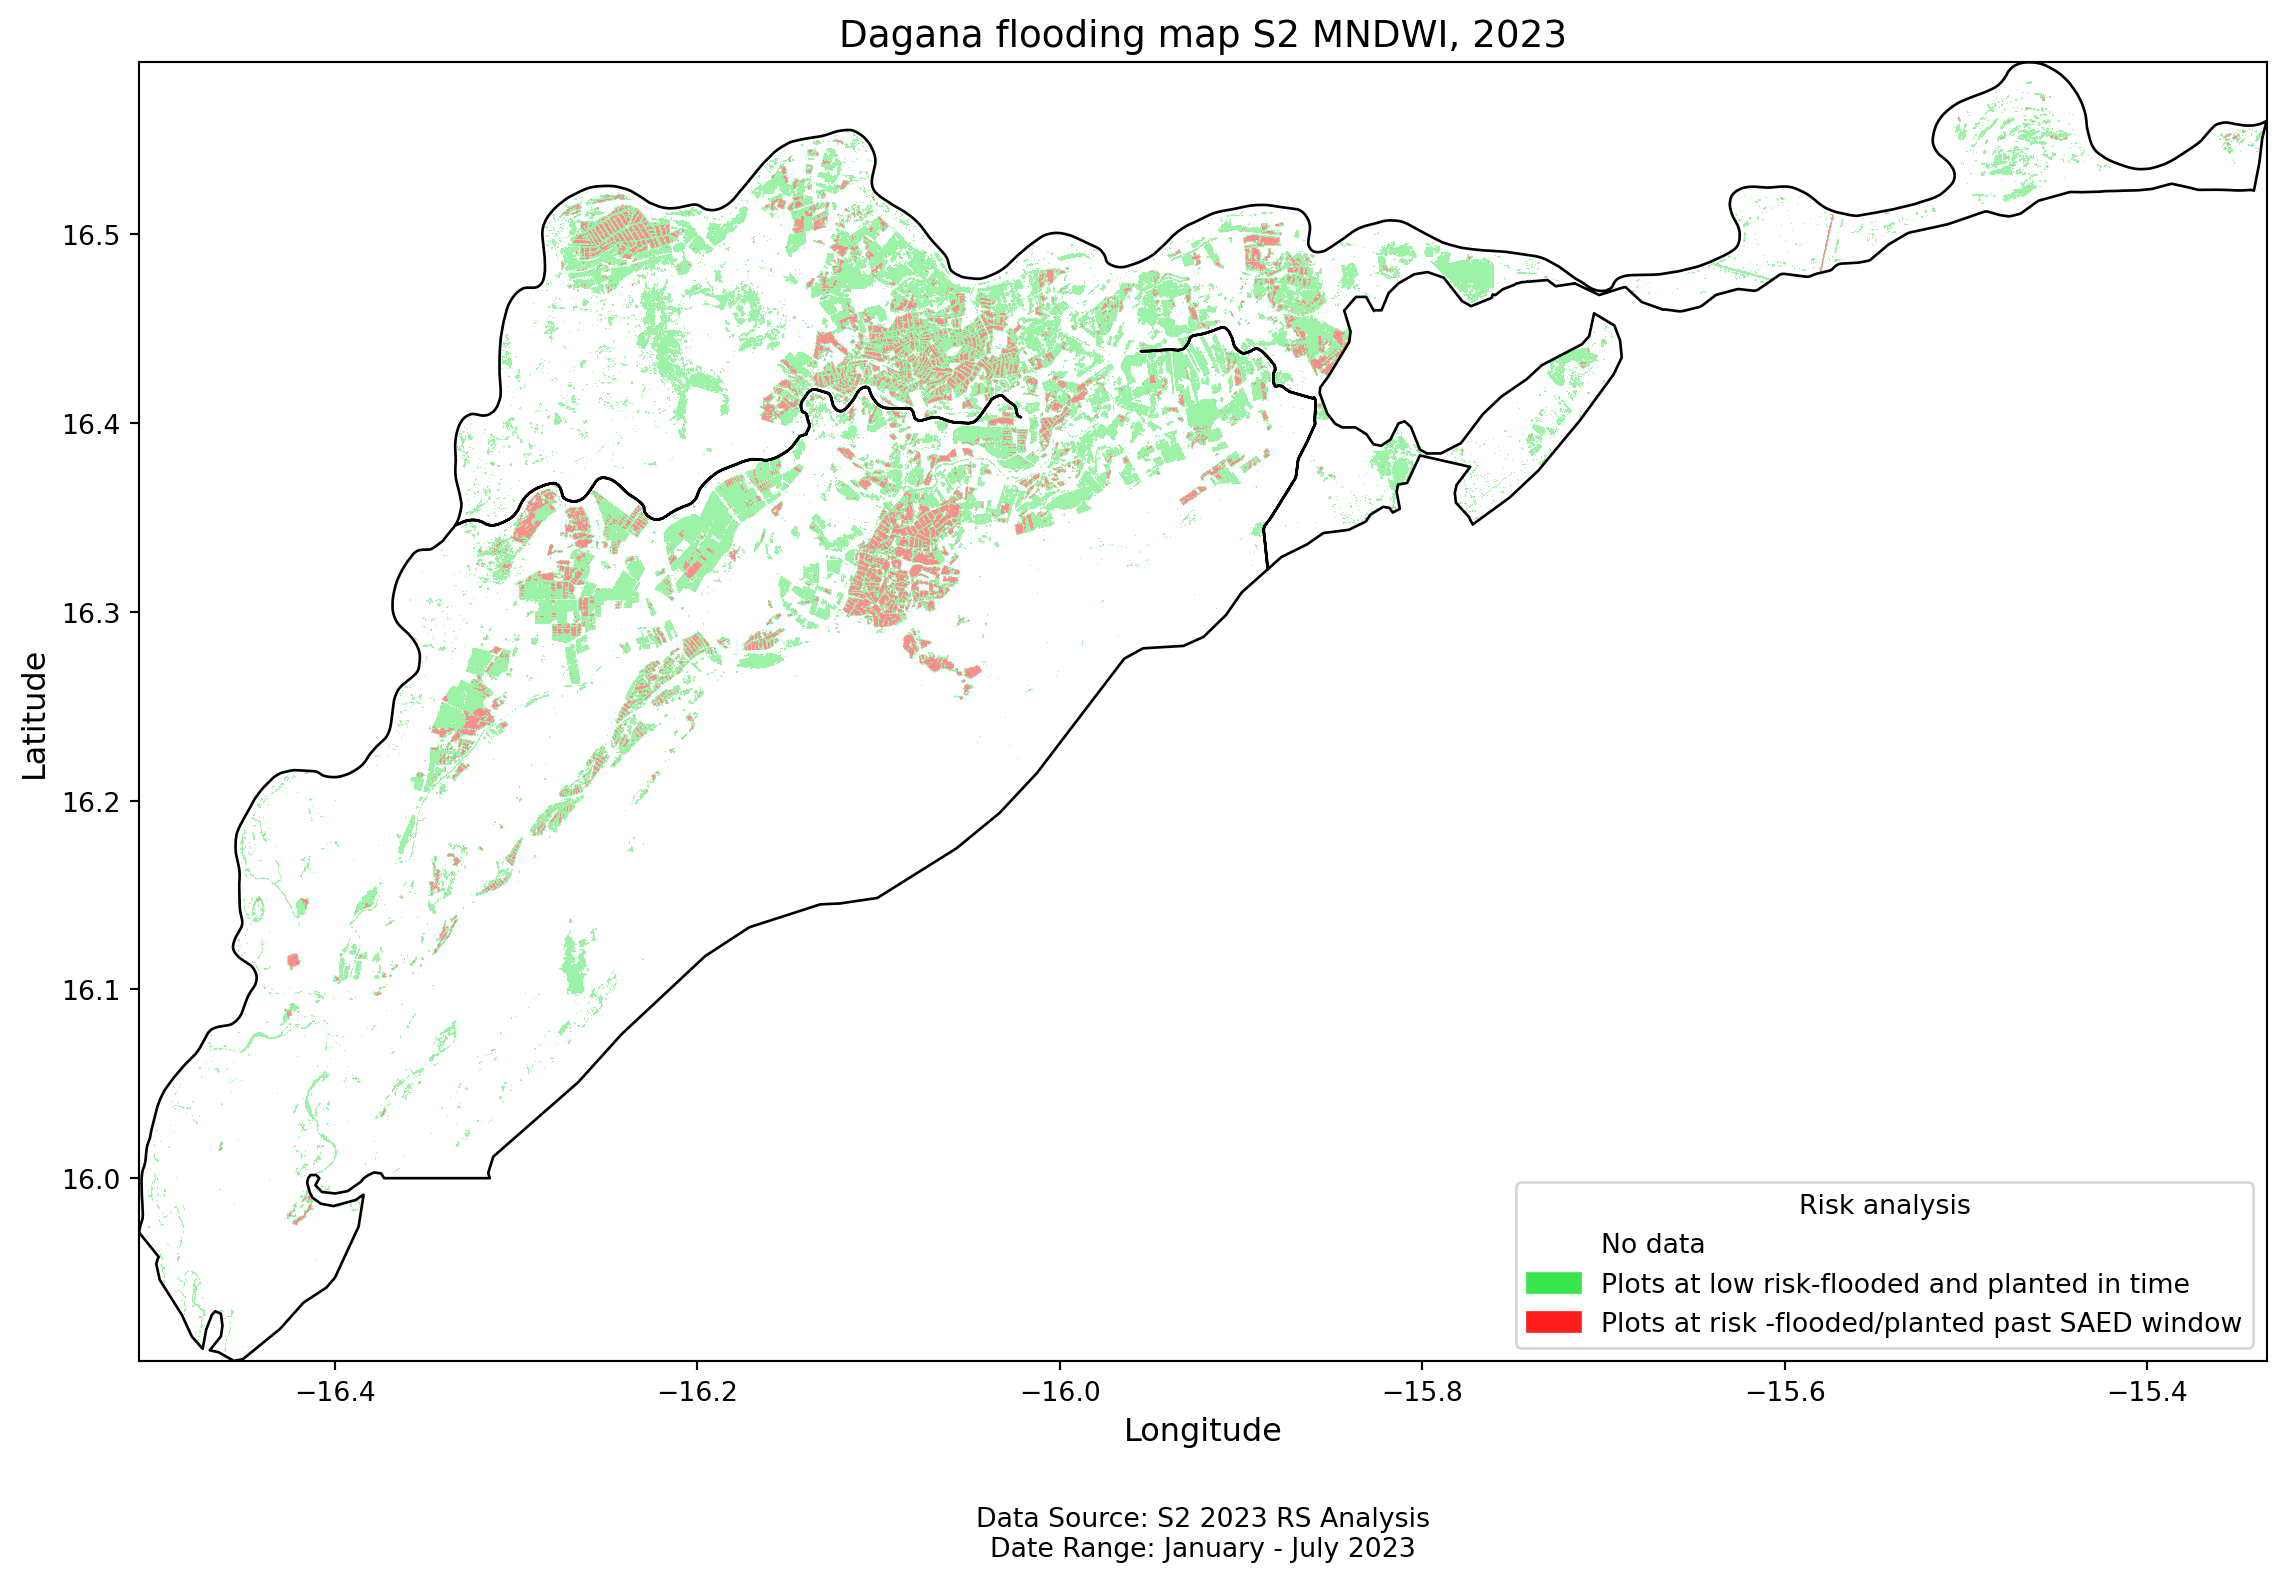 Dagana flooding map S2 MNDWI, 2023
Latitude
16.5
16.4
16.3
16.2
16.1
16.0
Risk analysis
No data
Plots at low risk-flooded and planted in time
Plots at risk -flooded/planted past SAED window
−16.4 −16.2 −16.0 −15.8 −15.6 −15.4
Longitude
Data Source: S2 2023 RS Analysis
Date Range: January - July 2023